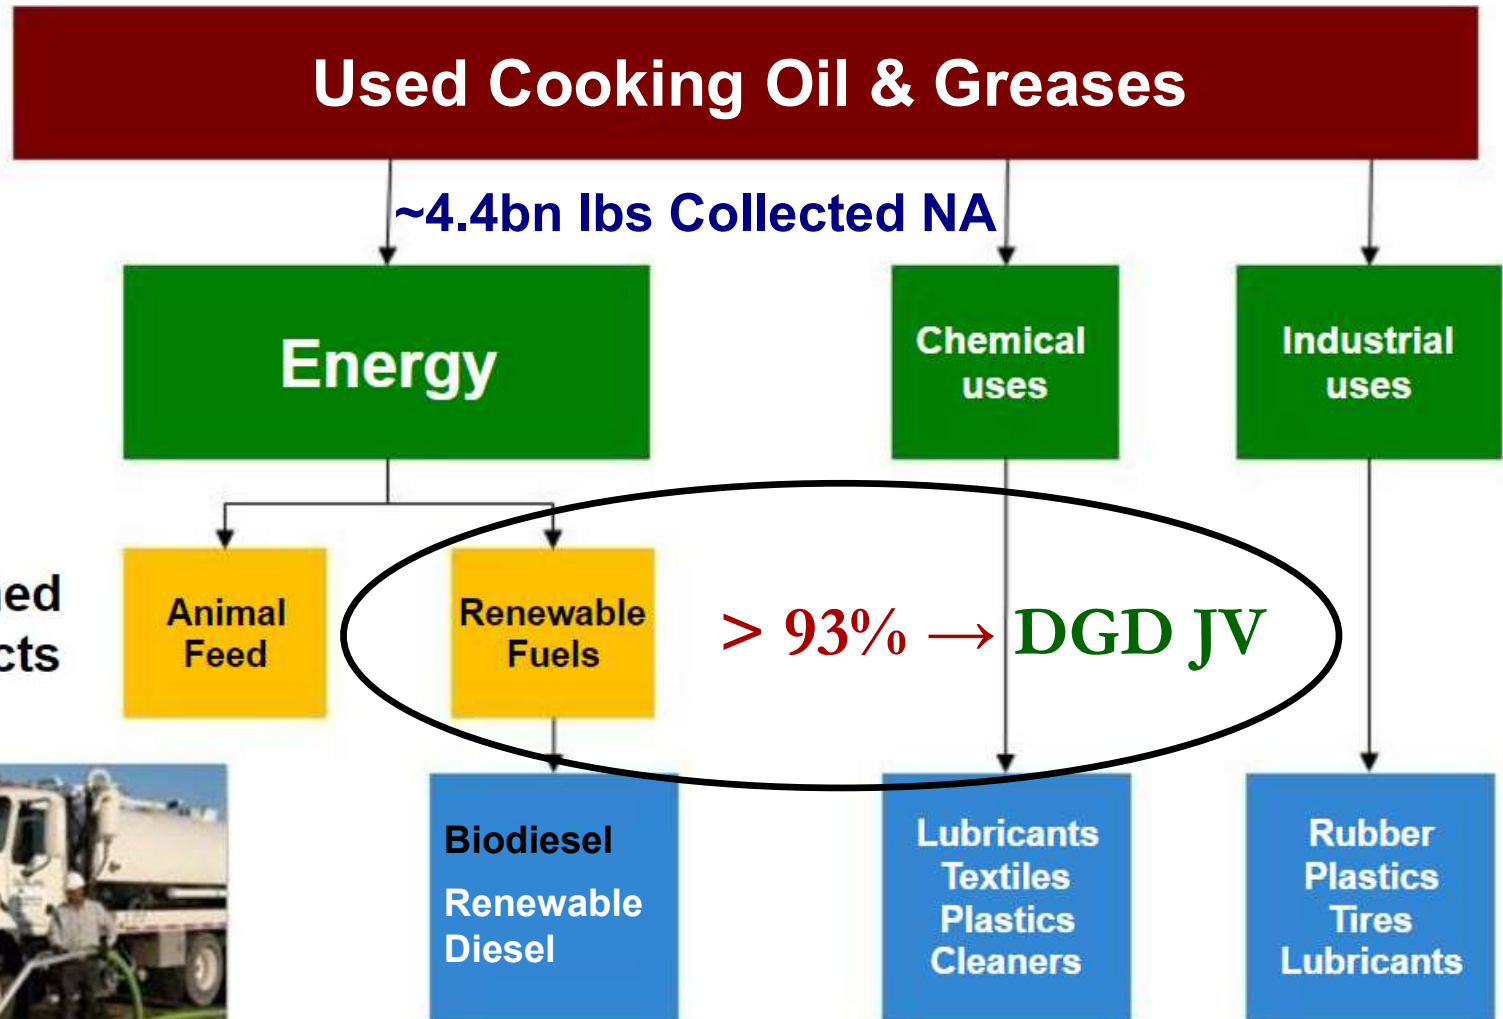 Used Cooking Oil & Greases
~4.4bn lbs Collected NA
Energy
Chemical
uses
Industrial
uses
Animal
Feed
Renewable
Fuels
> 93% → DGD JV
Biodiesel
Renewable
Diesel
Lubricants
Textiles
Plastics
Cleaners
Rubber
Plastics
Tires
Lubricants